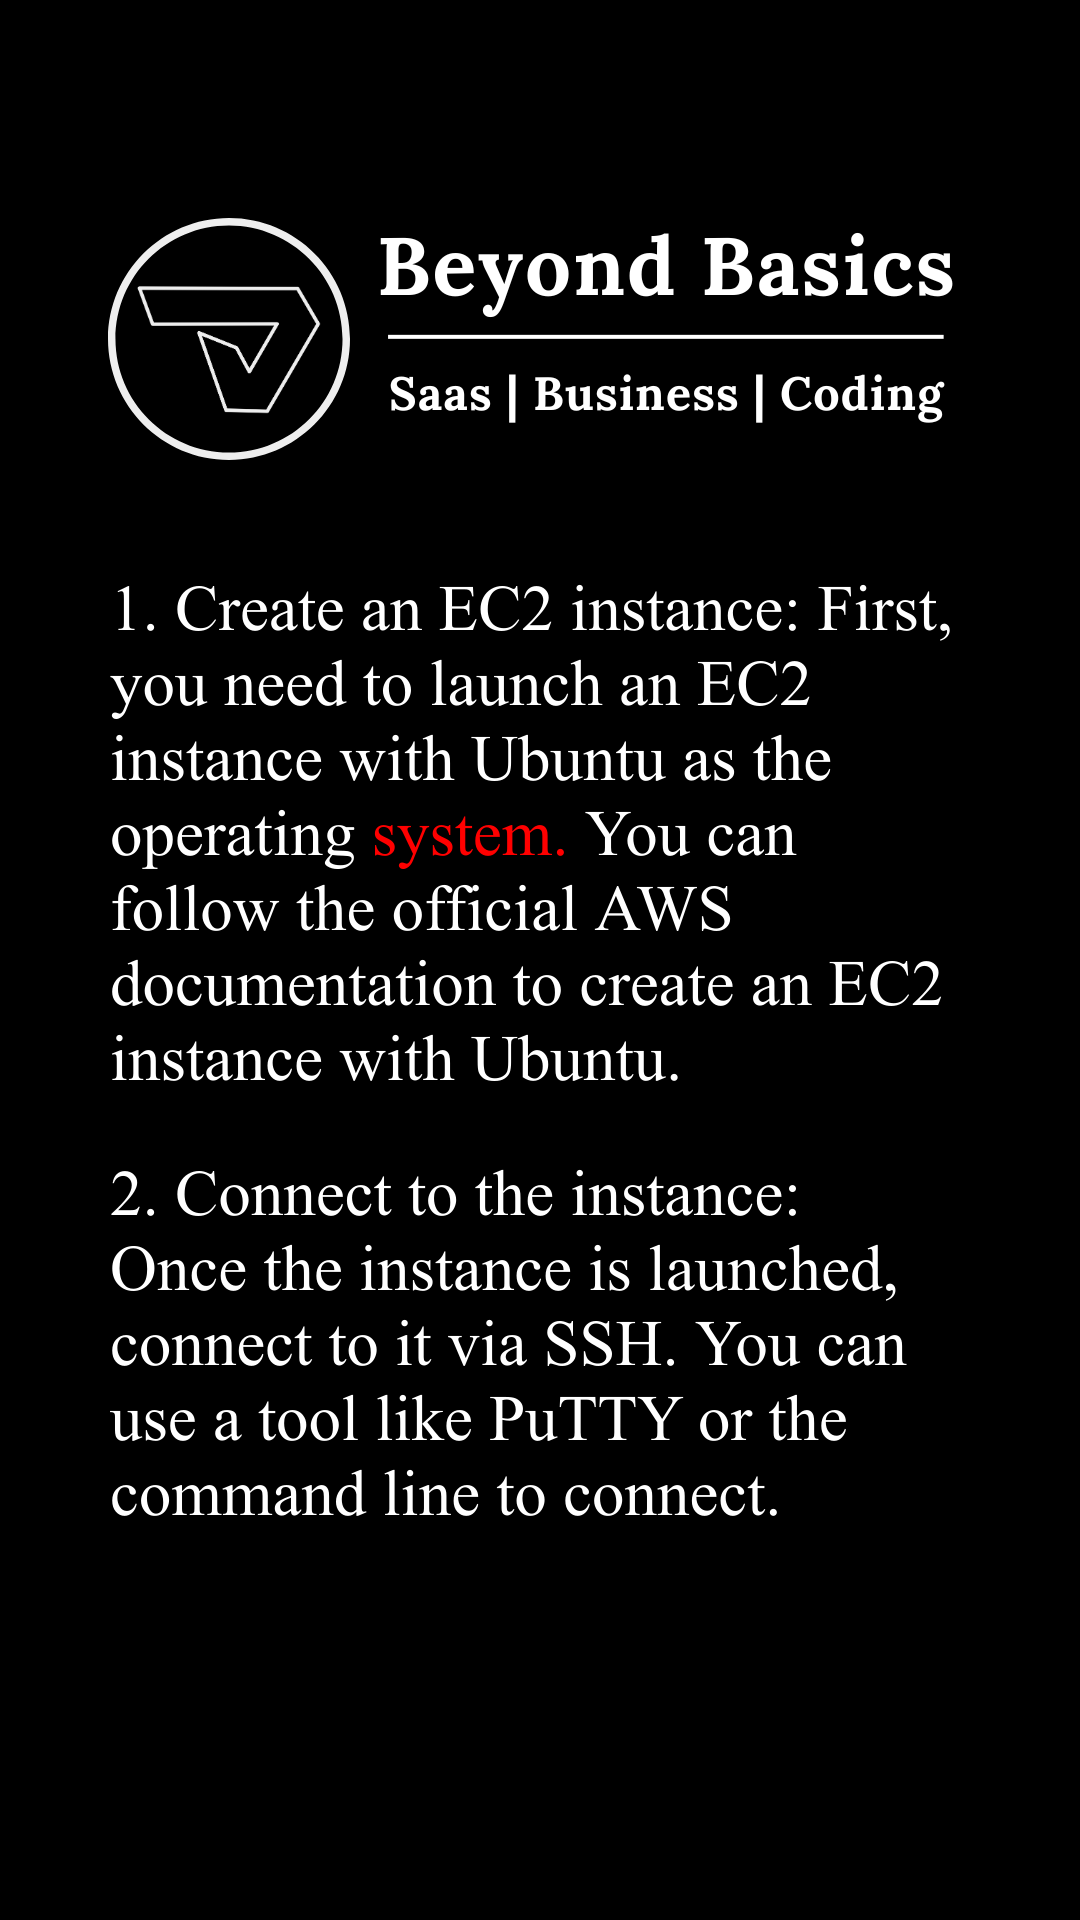 Beyond Basics
Saas | Business | Coding
1. Create an EC2 instance: First,
you need to launch an EC2
instance with Ubuntu as the
operating system. You can
follow the official AWS
documentation to create an EC2
instance with Ubuntu.
2. Connect to the instance:
Once the instance is launched,
connect to it via SSH. You can
use a tool like PuTTY or the
command line to connect.